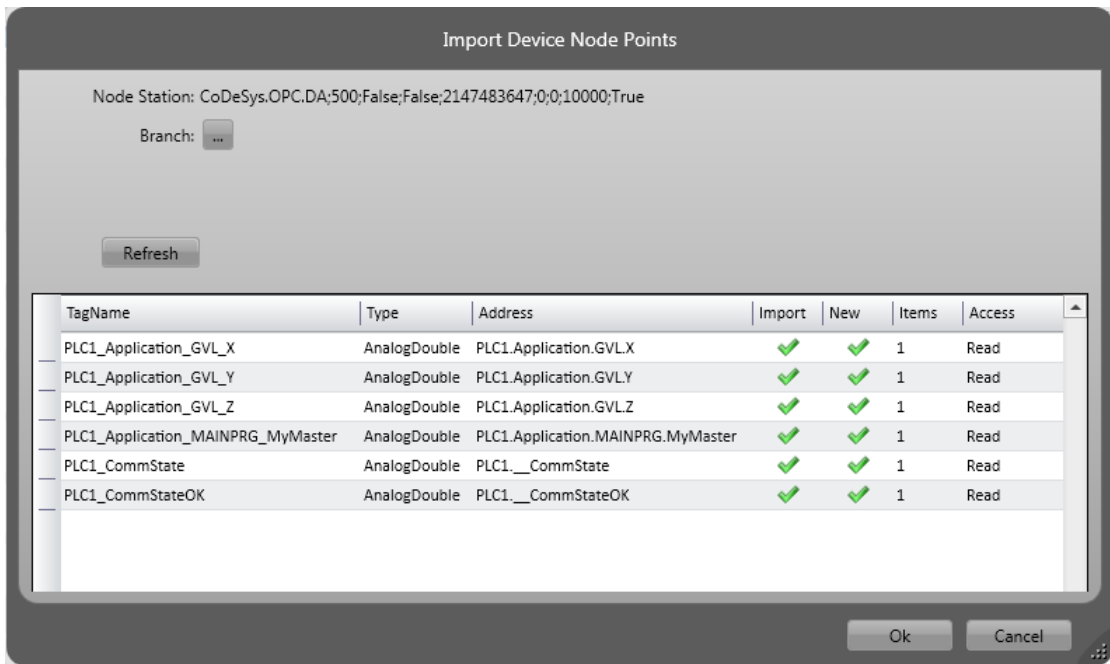 Import Device Node Points
Node Station: CoDeSys.OPC.DA;500;False;False;2147483647;0;0;10000;True
Branch: ...
Refresh
TagName Type Address Import New Items Access
PLC1_Application_GVL_X AnalogDouble PLC1.Application.GVL.X 1 Read
PLC1_Application_GVL_Y AnalogDouble PLC1.Application.GVL.Y 1 Read
PLC1_Application_GVL_Z AnalogDouble PLC1.Application.GVL.Z 1 Read
PLC1_Application_MAINPRG_MyMaster AnalogDouble PLC1.Application.MAINPRG.MyMaster 1 Read
PLC1_CommState AnalogDouble PLC1.__CommState 1 Read
PLC1_CommStateOK AnalogDouble PLC1.__CommStateOK 1 Read
Ok Cancel